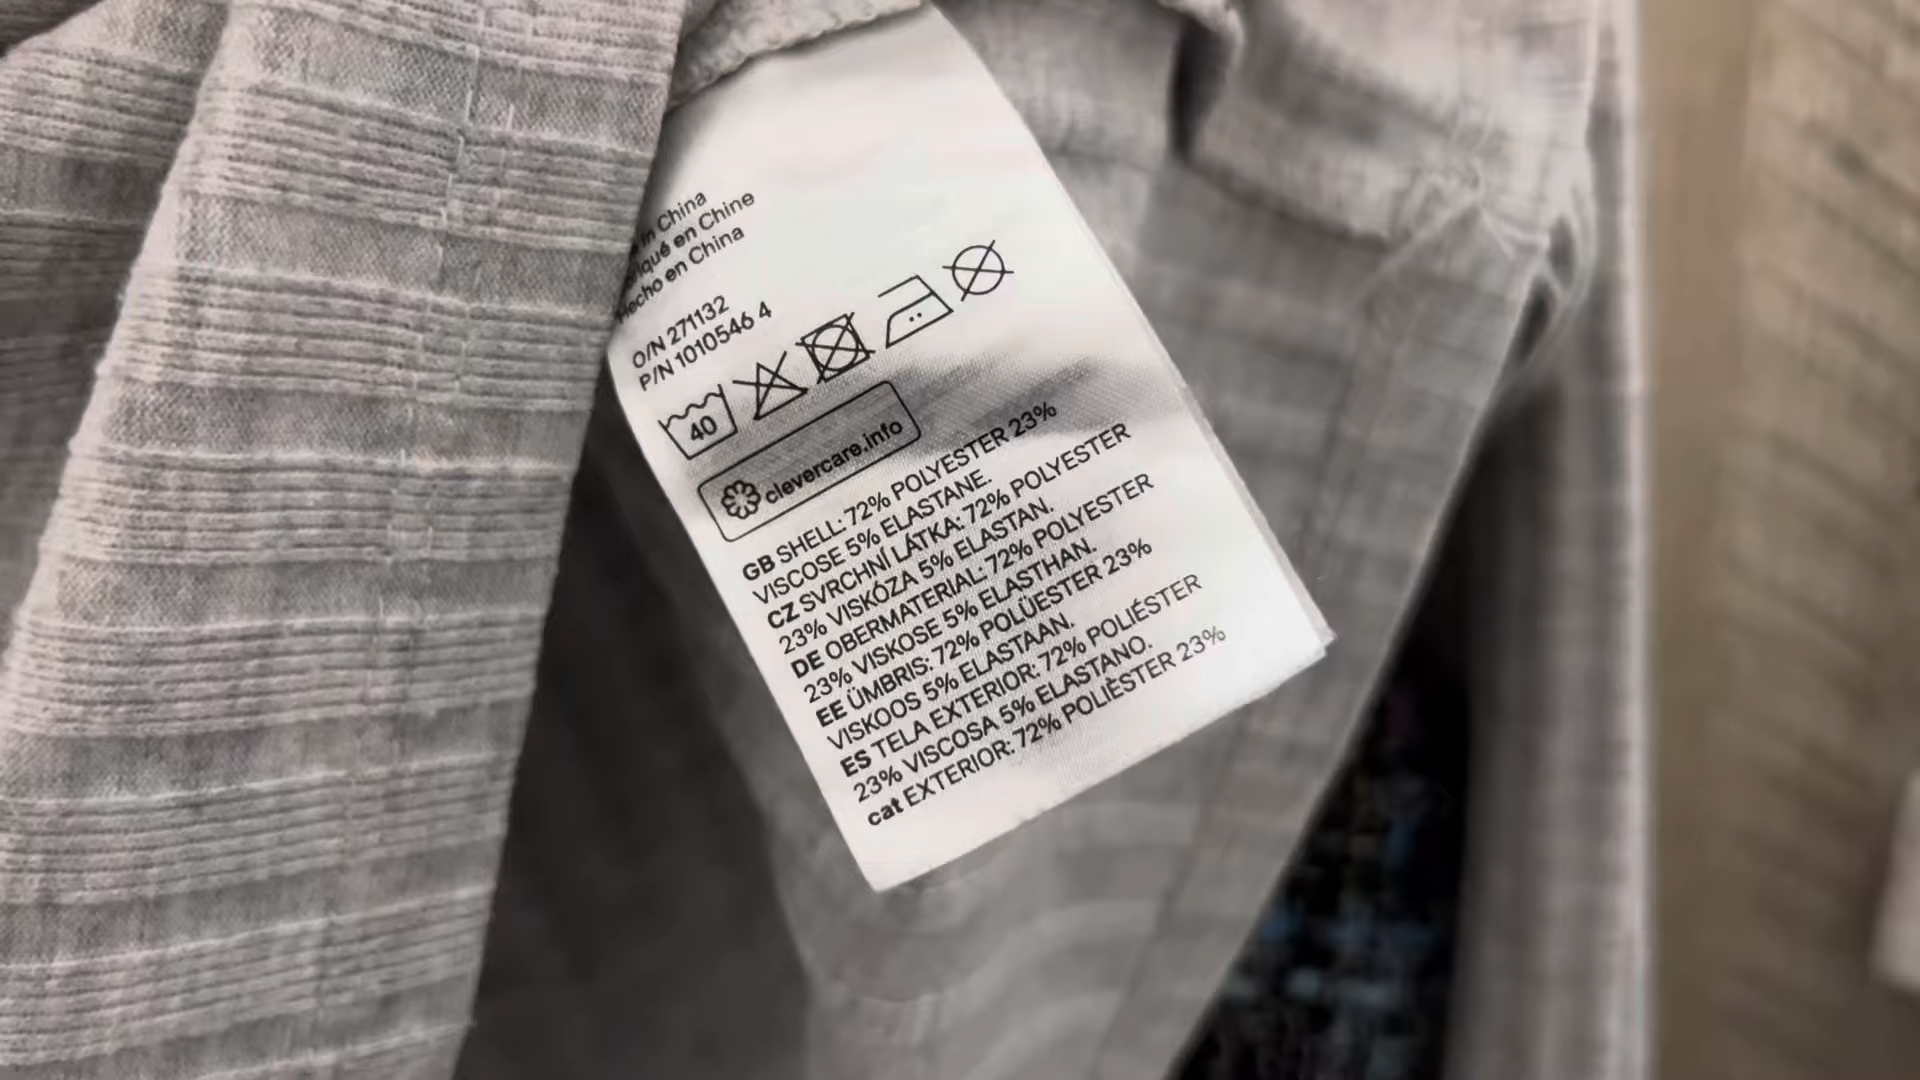 in China
iqué en Chine
Hecho en China
O/N 271132
P/N 1010546 4
40
clevercare.info
GB SHELL: 72% POLYESTER 23%
VISCOSE 5% ELASTANE.
CZ SVRCHNÍ LÁTKA: 72% POLYESTER
23% VISKÓZA 5% ELASTAN.
DE OBERMATERIAL: 72% POLYESTER
23% VISKOSE 5% ELASTHAN.
EE ÜMBRIS: 72% POLÜESTER 23%
VISKOOS 5% ELASTAAN.
ES TELA EXTERIOR: 72% POLIÉSTER
23% VISCOSA 5% ELASTANO.
cat EXTERIOR: 72% POLIÈSTER 23%